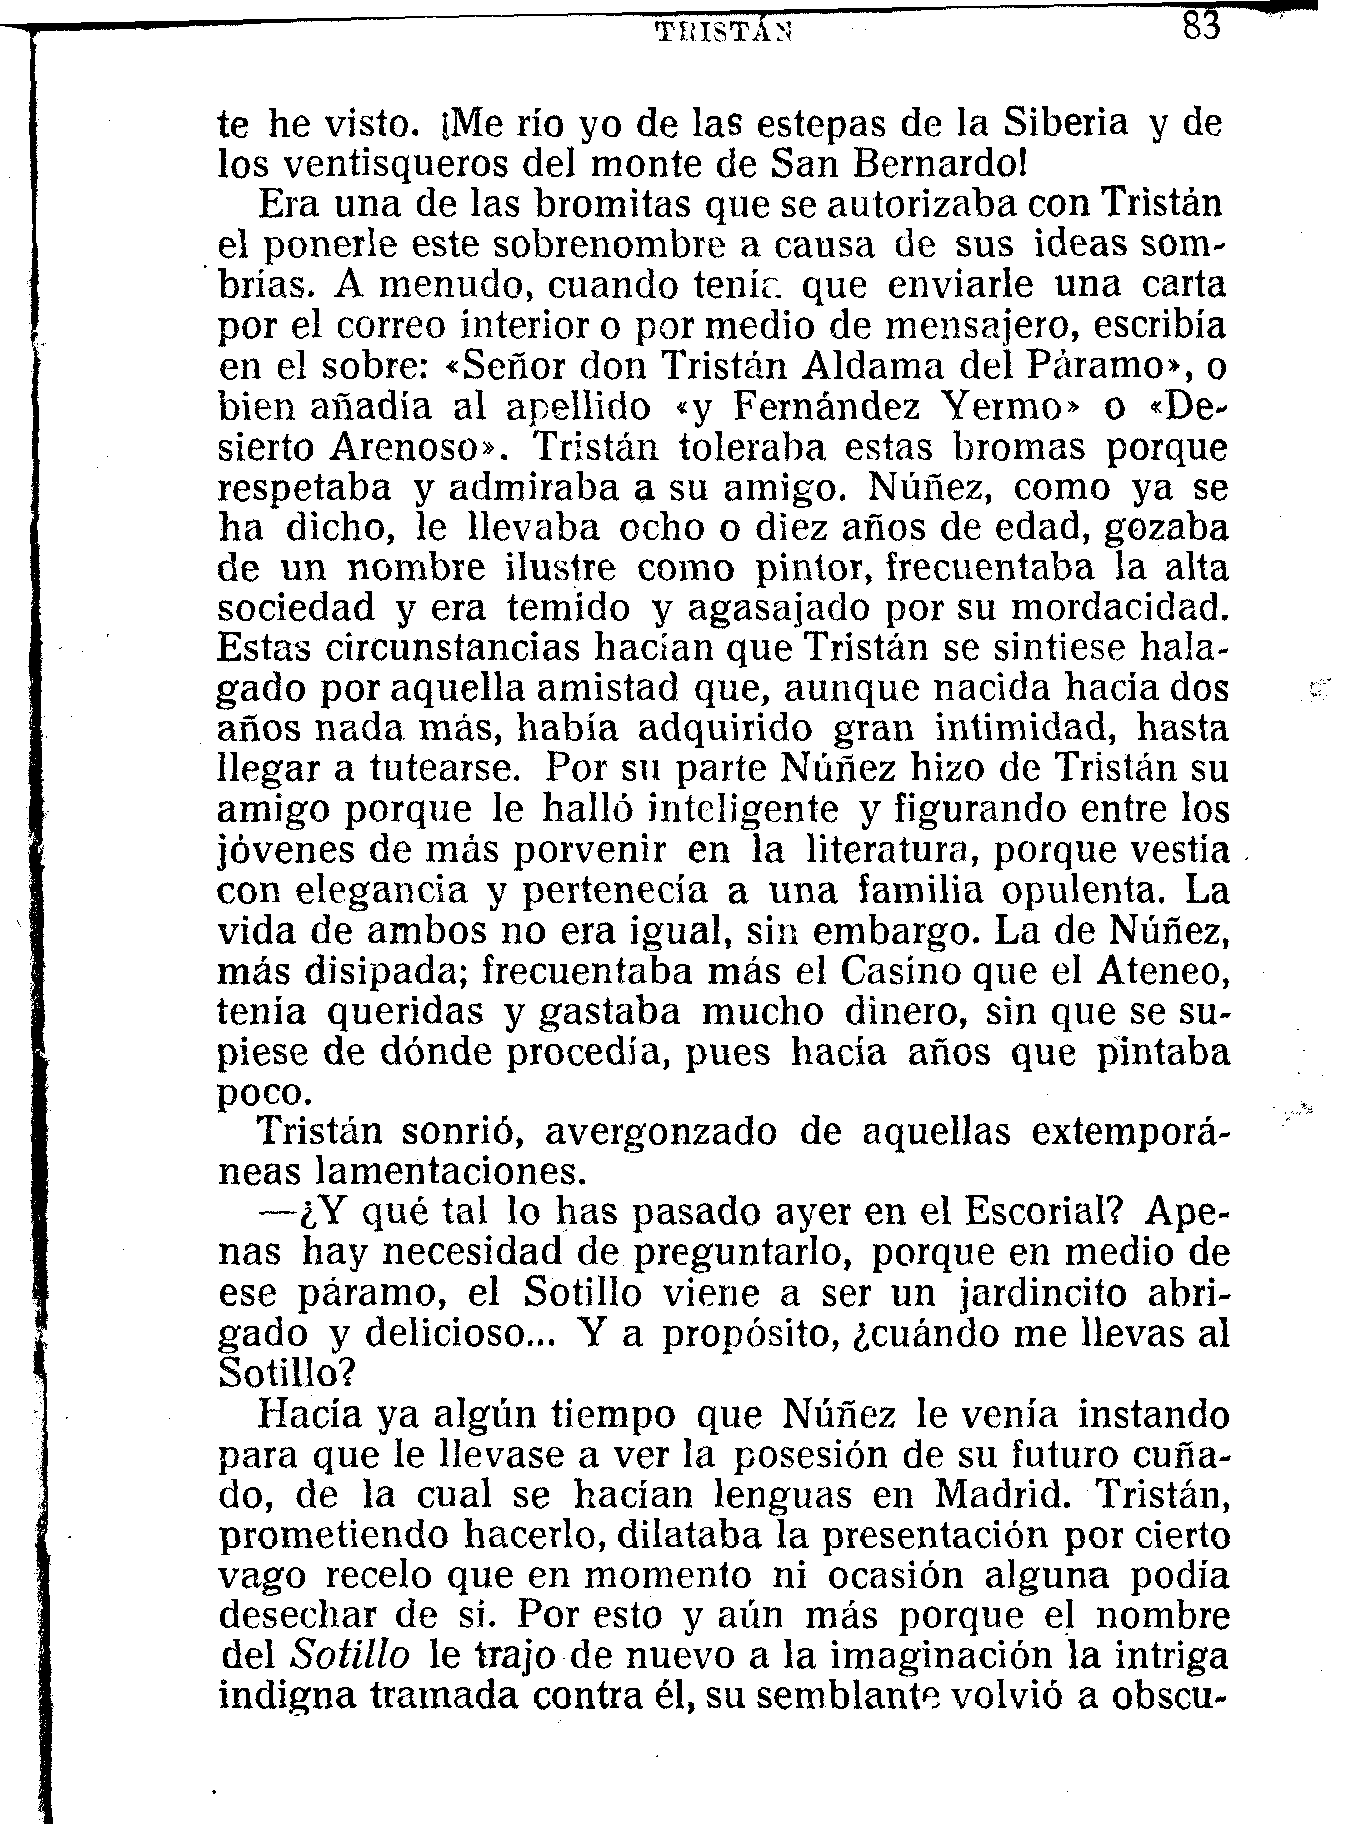 TRISTÁN 83
te he visto. ¡Me río yo de las estepas de la Siberia y de
los ventisqueros del monte de San Bernardo!
Era una de las bromitas que se autorizaba con Tristán
el ponerle este sobrenombre a causa de sus ideas som-
brías. A menudo, cuando tenía que enviarle una carta
por el correo interior o por medio de mensajero, escribía
en el sobre: «Señor don Tristán Aldama del Páramo», o
bien añadía al apellido «y Fernández Yermo» o «De-
sierto Arenoso». Tristán toleraba estas bromas porque
respetaba y admiraba a su amigo. Núñez, como ya se
ha dicho, le llevaba ocho o diez años de edad, gozaba
de un nombre ilustre como pintor, frecuentaba la alta
sociedad y era temido y agasajado por su mordacidad.
Estas circunstancias hacían que Tristán se sintiese hala-
gado por aquella amistad que, aunque nacida hacía dos
años nada más, había adquirido gran intimidad, hasta
llegar a tutearse. Por su parte Núñez hizo de Tristán su
amigo porque le halló inteligente y figurando entre los
jóvenes de más porvenir en la literatura, porque vestía
con elegancia y pertenecía a una familia opulenta. La
vida de ambos no era igual, sin embargo. La de Núñez,
más disipada; frecuentaba más el Casino que el Ateneo,
tenía queridas y gastaba mucho dinero, sin que se su-
piese de dónde procedía, pues hacía años que pintaba
poco.
Tristán sonrió, avergonzado de aquellas extemporá-
neas lamentaciones.
—¿Y qué tal lo has pasado ayer en el Escorial? Ape-
nas hay necesidad de preguntarlo, porque en medio de
ese páramo, el Sotillo viene a ser un jardincito abri-
gado y delicioso... Y a propósito, ¿cuándo me llevas al
Sotillo?
Hacía ya algún tiempo que Núñez le venía instando
para que le llevase a ver la posesión de su futuro cuña-
do, de la cual se hacían lenguas en Madrid. Tristán,
prometiendo hacerlo, dilataba la presentación por cierto
vago recelo que en momento ni ocasión alguna podía
desechar de sí. Por esto y aún más porque el nombre
del Sotillo le trajo de nuevo a la imaginación la intriga
indigna tramada contra él, su semblante volvió a obscu-